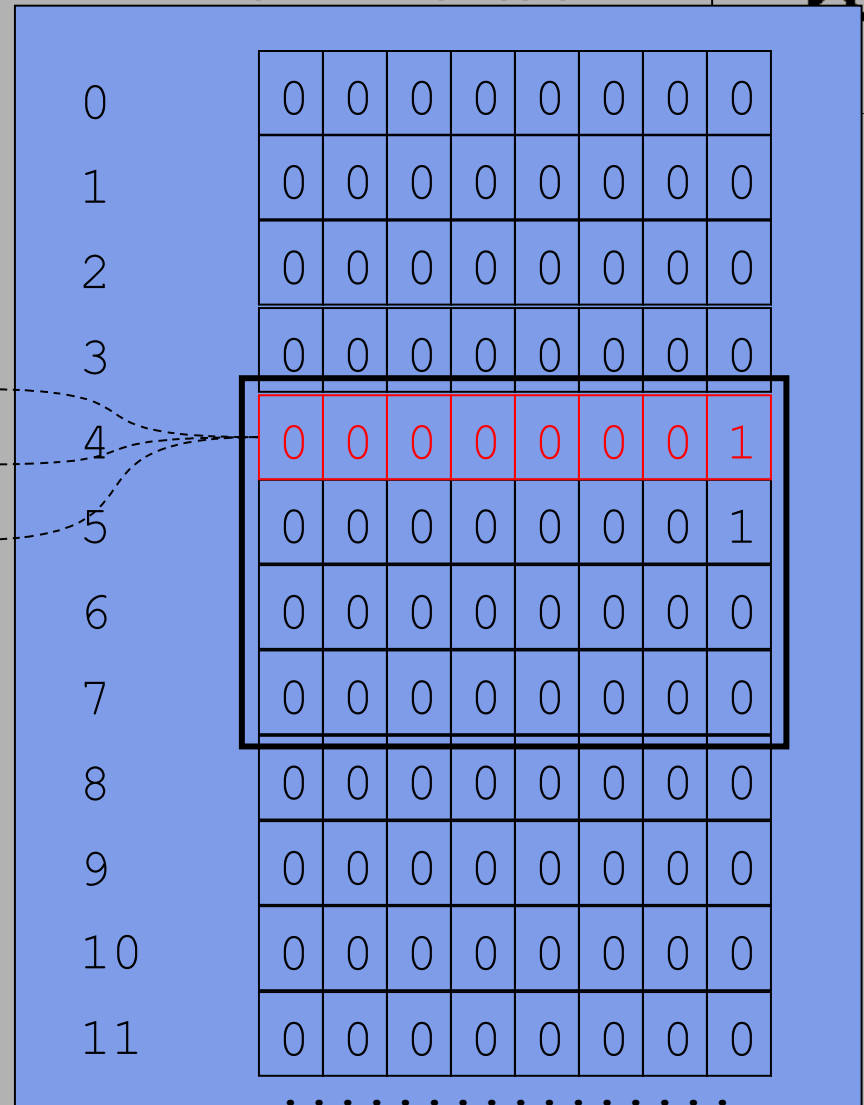 0 0 0 0 0 0 0 0 0
1 0 0 0 0 0 0 0 0
2 0 0 0 0 0 0 0 0
3 0 0 0 0 0 0 0 0
4 0 0 0 0 0 0 0 1
5 0 0 0 0 0 0 0 1
6 0 0 0 0 0 0 0 0
7 0 0 0 0 0 0 0 0
8 0 0 0 0 0 0 0 0
9 0 0 0 0 0 0 0 0
10 0 0 0 0 0 0 0 0
11 0 0 0 0 0 0 0 0
................